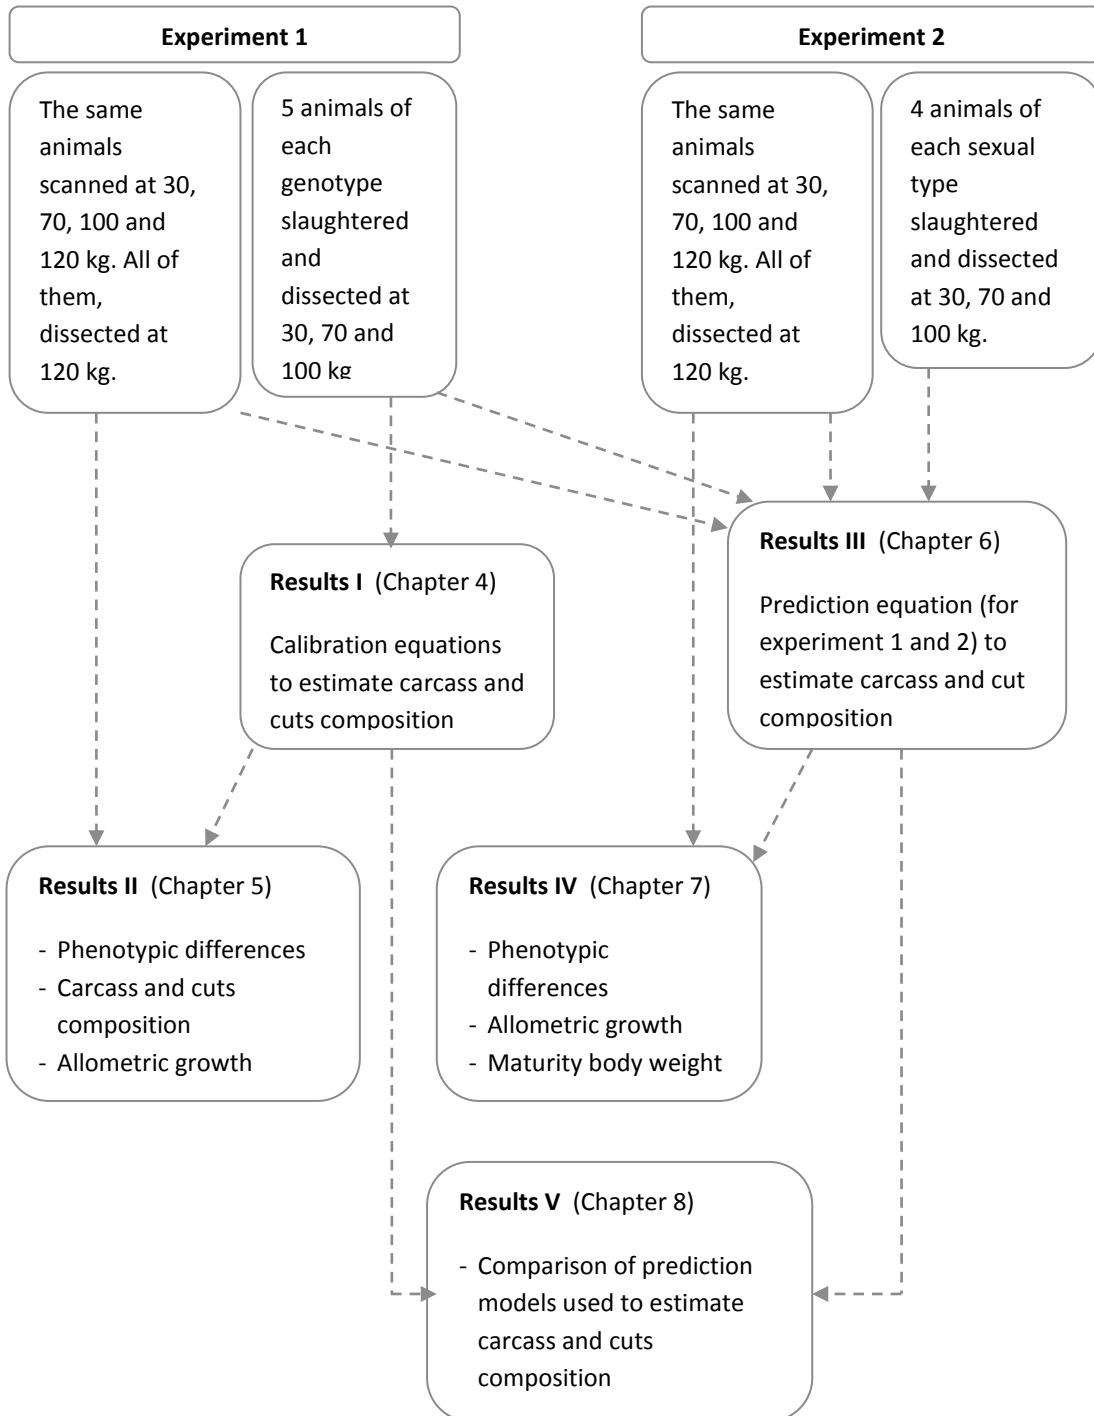 Experiment 1
Experiment 2
The same
animals
scanned at 30,
70, 100 and
120 kg. All of
them,
dissected at
120 kg.
5 animals of
each
genotype
slaughtered
and
dissected at
30, 70 and
100 kg
The same
animals
scanned at 30,
70, 100 and
120 kg. All of
them,
dissected at
120 kg.
4 animals of
each sexual
type
slaughtered
and dissected
at 30, 70 and
100 kg.
Results I (Chapter 4)
Calibration equations
to estimate carcass and
cuts composition
Results III (Chapter 6)
Prediction equation (for
experiment 1 and 2) to
estimate carcass and cut
composition
Results II (Chapter 5)
- Phenotypic differences
- Carcass and cuts
composition
- Allometric growth
Results IV (Chapter 7)
- Phenotypic
differences
- Allometric growth
- Maturity body weight
Results V (Chapter 8)
- Comparison of prediction
models used to estimate
carcass and cuts
composition